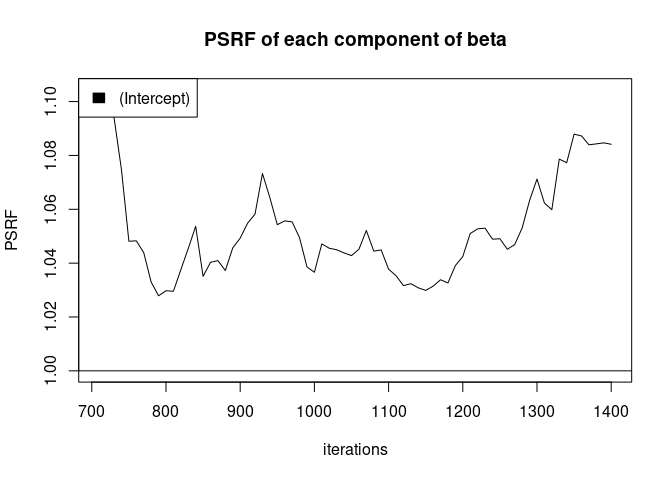 PSRF of each component of beta
(Intercept)
PSRF
1.10
1.08
1.06
1.04
1.02
1.00
700 800 900 1000 1100 1200 1300 1400
iterations